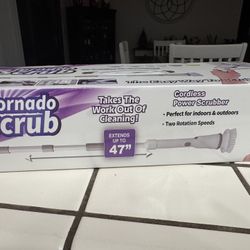 ornado
crub
Takes The
Work Out Of
Cleaning!
EXTENDS
UP TO
47"
Cordless
Power Scrubber
• Perfect for indoors & outdoors
• Two Rotation Speeds